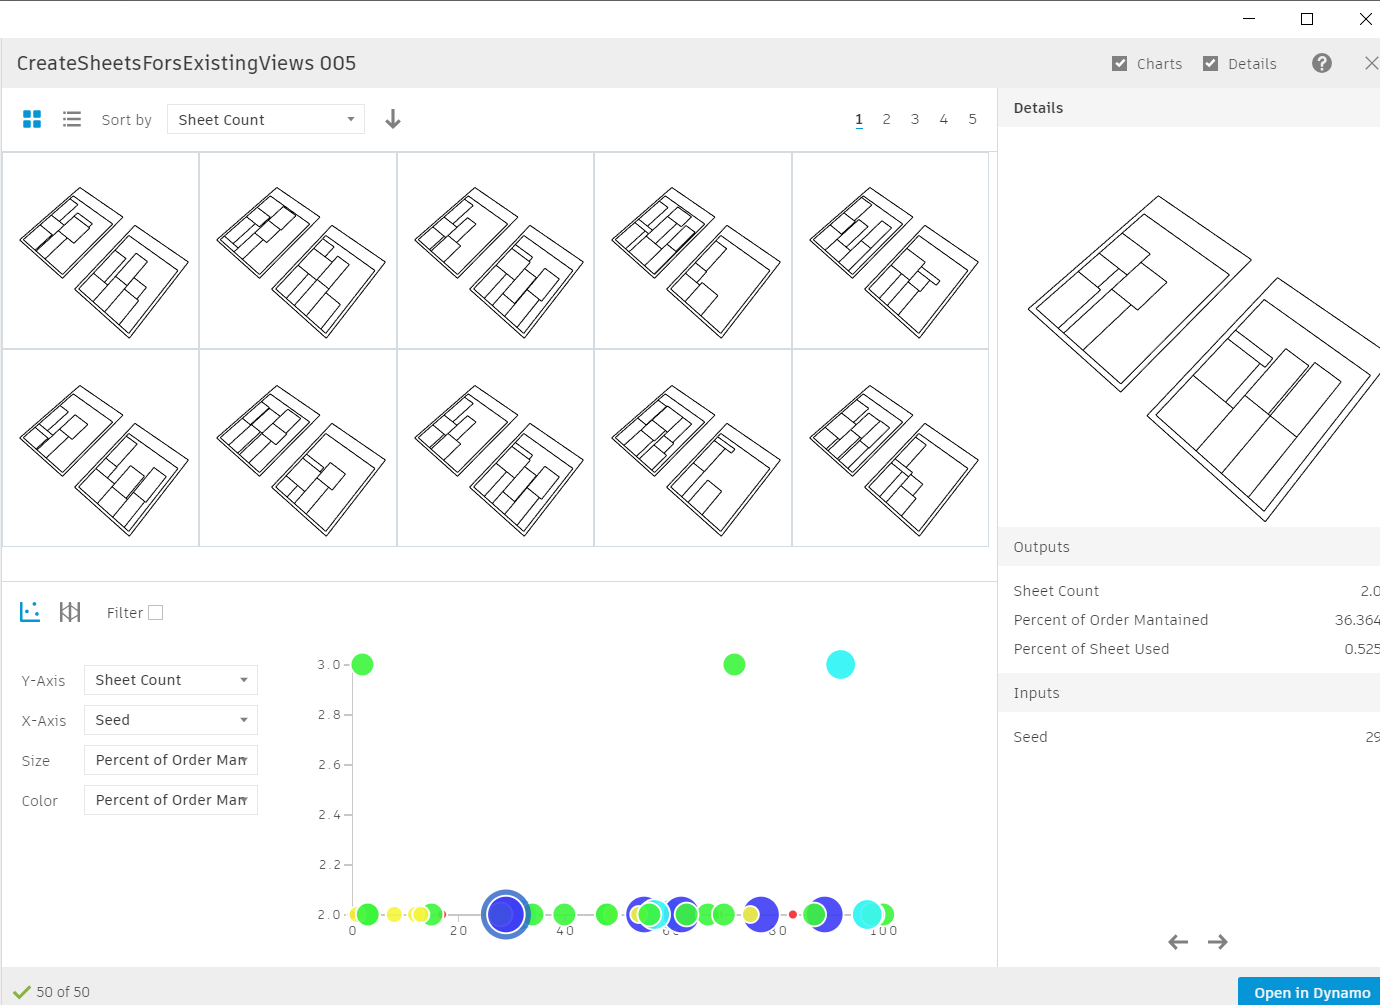 CreateSheetsForsExistingViews 005
Charts
Details
Sort by
Sheet Count
1 2 3 4 5
Details
Outputs
Sheet Count 2.0
Percent of Order Mantained 36.364
Percent of Sheet Used 0.525
Inputs
Seed 29
Filter
Y-Axis Sheet Count
X-Axis Seed
Size Percent of Order Man
Color Percent of Order Man
3.0
2.8
2.6
2.4
2.2
2.0
0 20 40 60 80 100
50 of 50
Open in Dynamo